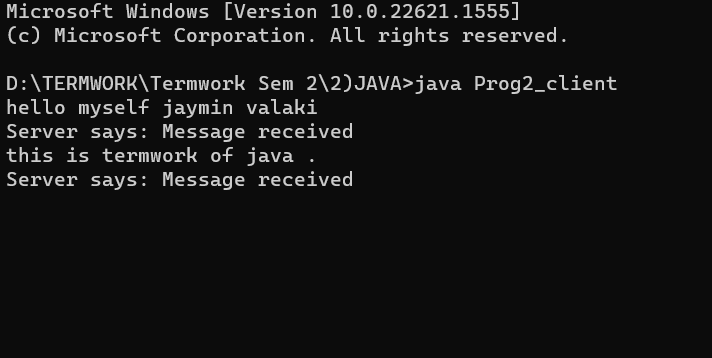 Microsoft Windows [Version 10.0.22621.1555]
(c) Microsoft Corporation. All rights reserved.
D:\TERMWORK\Termwork Sem 2\2)JAVA>java Prog2_client
hello myself jaymin valaki
Server says: Message received
this is termwork of java .
Server says: Message received